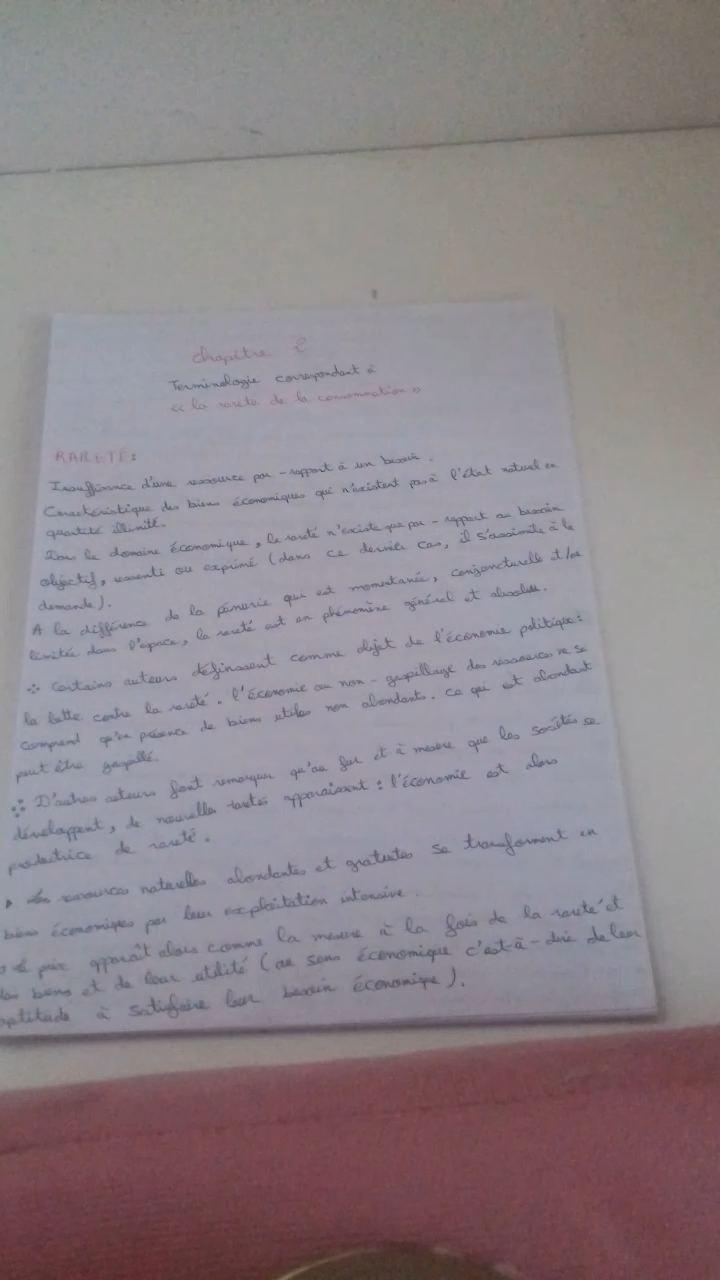 chapitre 2
Terminologie correspondant à
« la rareté de la consommation »
RARETÉ:
Insuffisance d'une ressource par-rapport à un besoin.
Caractéristique des biens économiques qui n'existent pas à l'état naturel en
quantité illimité.
Dans le domaine économique, la rareté n'existe que par-rapport au besoin
objectif, ressenti ou exprimé (dans ce dernier cas, il s'assimile à la
demande).
A la différence de la pénurie qui est momentanée, conjoncturelle et/ou
limitée dans l'espace, la rareté est un phénomène général et absolu.
Certains auteurs définissent comme objet de l'économie politique:
la lutte contre la rareté. l'économie ou non-gaspillage des ressources ne se
comprend qu'en présence de biens utiles non abondants. Ce qui est abondant
peut être gaspillé.
D'autres auteurs font remarquer qu'au fur et à mesure que les sociétés se
développent, de nouvelles raretés apparaissent: l'économie est alors
productrice de rareté.
Les ressources naturelles abondantes et gratuites se transforment en
biens économiques par leur exploitation intensive.
prix apparaît alors comme la mesure à la fois de la rareté et
des biens et de leur utilité (au sens économique c'est-à-dire de leur
aptitude à satisfaire leur besoin économique).